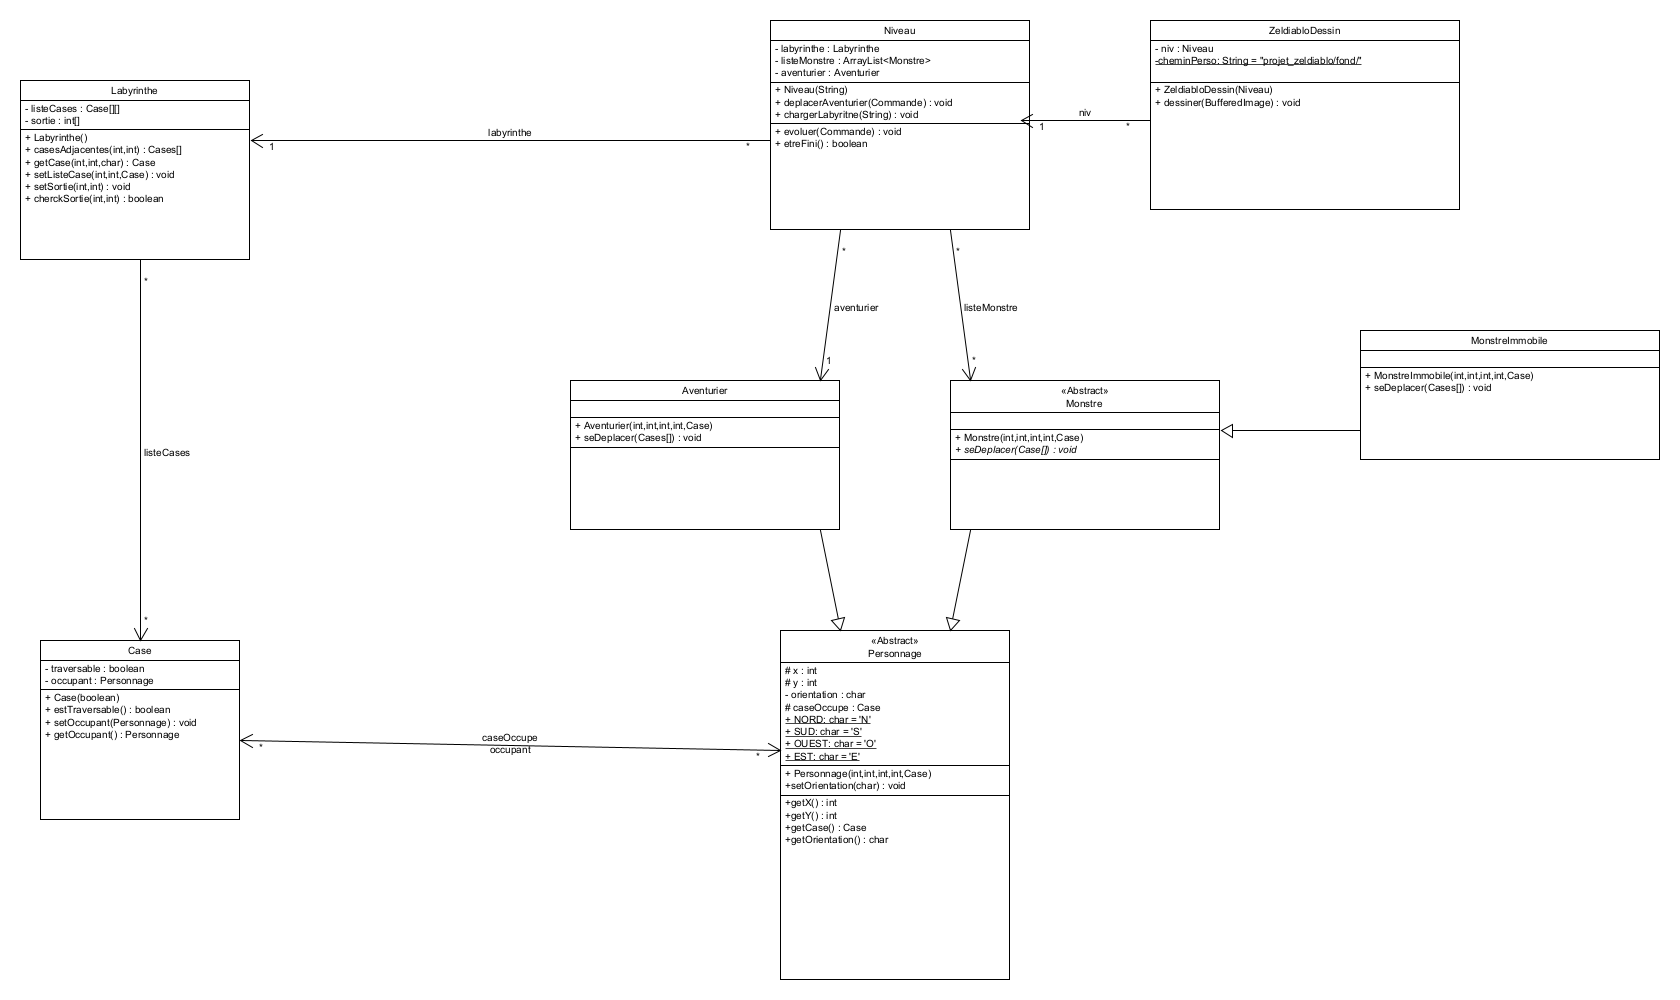 Niveau
- labyrinthe : Labyrinthe
- listeMonstre : ArrayList<Monstre>
- aventurier : Aventurier
+ Niveau(String)
+ deplacerAventurier(Commande) : void
+ chargerLabyritne(String) : void
+ evoluer(Commande) : void
+ etreFini() : boolean
ZeldiabloDessin
- niv : Niveau
-cheminPerso: String = "projet_zeldiablo/fond/"
+ ZeldiabloDessin(Niveau)
+ dessiner(BufferedImage) : void
niv
1
*
Labyrinthe
- listeCases : Case[][]
- sortie : int[]
+ Labyrinthe()
+ casesAdjacentes(int,int) : Cases[]
+ getCase(int,int,char) : Case
+ setListeCase(int,int,Case) : void
+ setSortie(int,int) : void
+ cherckSortie(int,int) : boolean
labyrinthe
1
*
*
*
*
aventurier
listeMonstre
1
*
MonstreImmobile
+ MonstreImmobile(int,int,int,int,Case)
+ seDeplacer(Cases[]) : void
Aventurier
+ Aventurier(int,int,int,int,Case)
+ seDeplacer(Cases[]) : void
«Abstract»
Monstre
+ Monstre(int,int,int,int,Case)
+ seDeplacer(Case[]) : void
listeCases
*
Case
- traversable : boolean
- occupant : Personnage
+ Case(boolean)
+ estTraversable() : boolean
+ setOccupant(Personnage) : void
+ getOccupant() : Personnage
caseOccupe
occupant
*
*
«Abstract»
Personnage
# x : int
# y : int
- orientation : char
# caseOccupe : Case
+ NORD: char = 'N'
+ SUD: char = 'S'
+ OUEST: char = 'O'
+ EST: char = 'E'
+ Personnage(int,int,int,int,Case)
+setOrientation(char) : void
+getX() : int
+getY() : int
+getCase() : Case
+getOrientation() : char